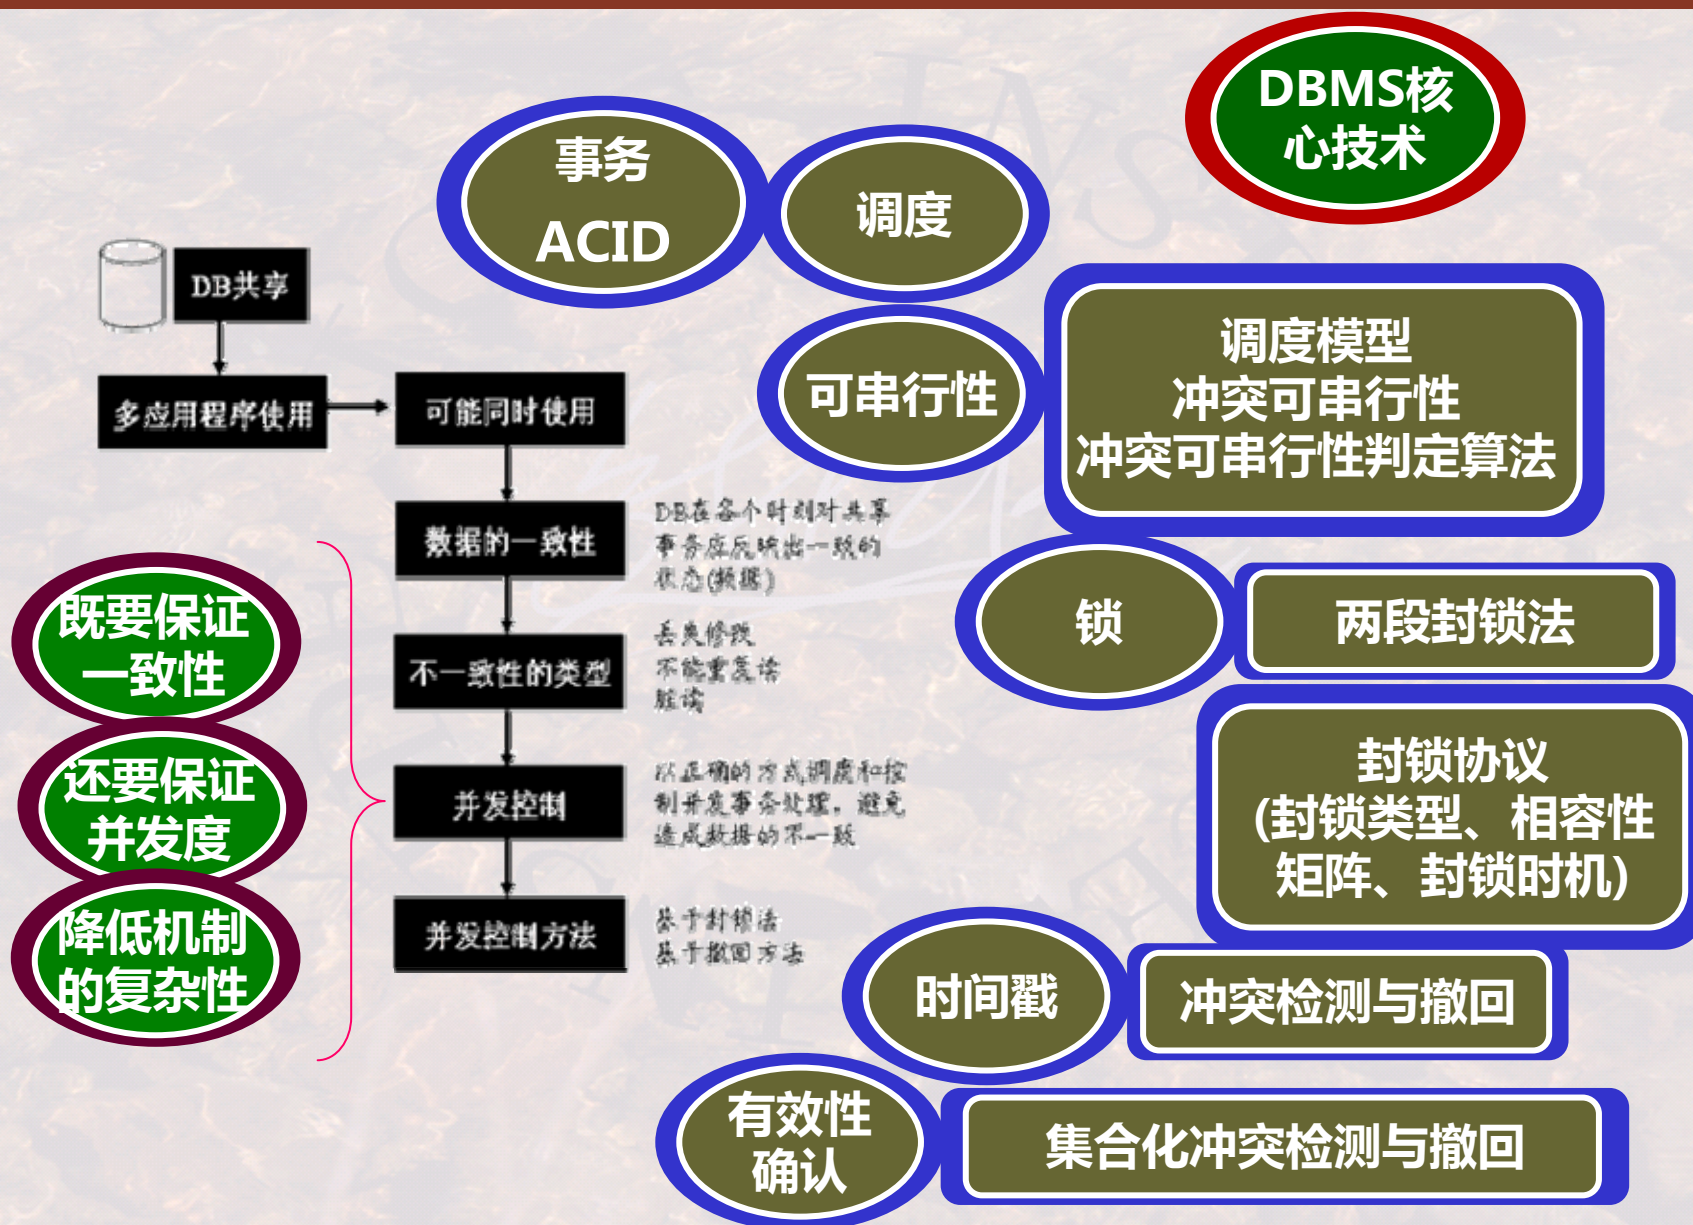 DBMS核
心技术
事务
ACID
调度
DB共享
多应用程序使用
可能同时使用
可串行性
调度模型
冲突可串行性
冲突可串行性判定算法
数据的一致性
DB在各个时刻对共享
事务应反映出一致的
状态(数据)
既要保证
一致性
不一致性的类型
丢失修改
不能重复读
脏读
锁
两段封锁法
还要保证
并发度
并发控制
以正确的方式调度和控
制并发事务处理，避免
造成数据的不一致
封锁协议
(封锁类型、相容性
矩阵、封锁时机)
降低机制
的复杂性
并发控制方法
基于封锁法
基于撤回方法
时间戳
冲突检测与撤回
有效性
确认
集合化冲突检测与撤回